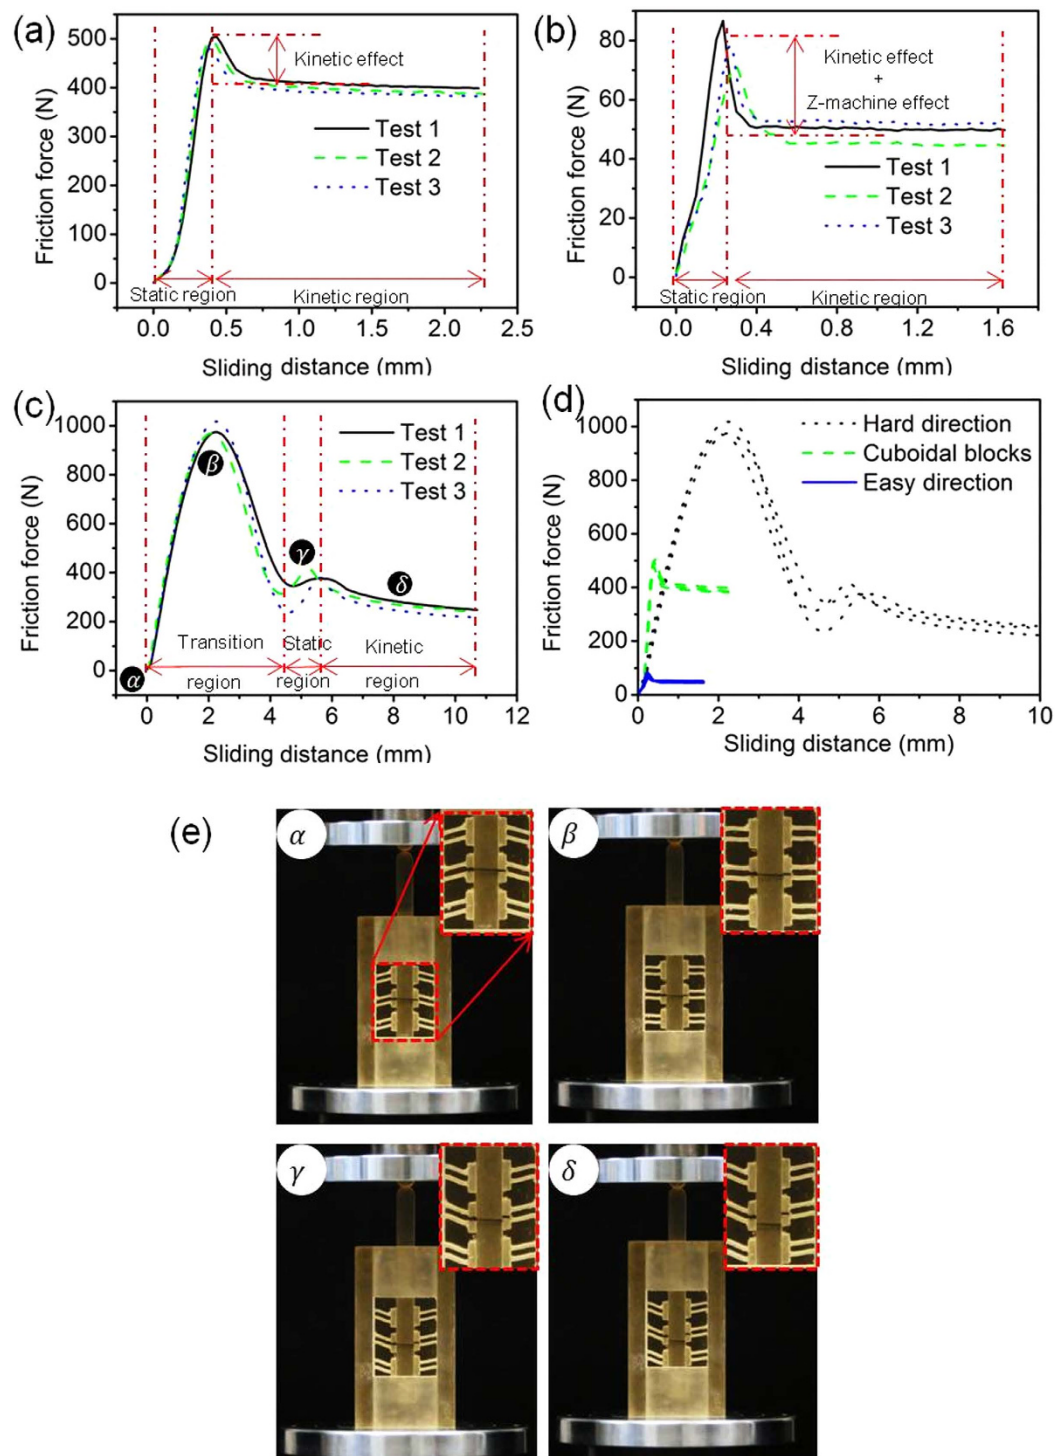 (a)
500
400
300
200
100
0
Friction force (N)
Kinetic effect
Test 1
Test 2
Test 3
Static region
Kinetic region
0.0 0.5 1.0 1.5 2.0 2.5
Sliding distance (mm)
(b)
80
60
40
20
0
Friction force (N)
Kinetic effect
+
Z-machine effect
Test 1
Test 2
Test 3
Static region
Kinetic region
0.0 0.4 0.8 1.2 1.6
Sliding distance (mm)
(c)
1000
800
600
400
200
0
Friction force (N)
Test 1
Test 2
Test 3
β
γ
δ
α
Transition
region
Static
region
Kinetic
region
0 2 4 6 8 10 12
Sliding distance (mm)
(d)
1000
800
600
400
200
0
Friction force (N)
Hard direction
Cuboidal blocks
Easy direction
0 2 4 6 8 10
Sliding distance (mm)
(e)
α
β
γ
δ